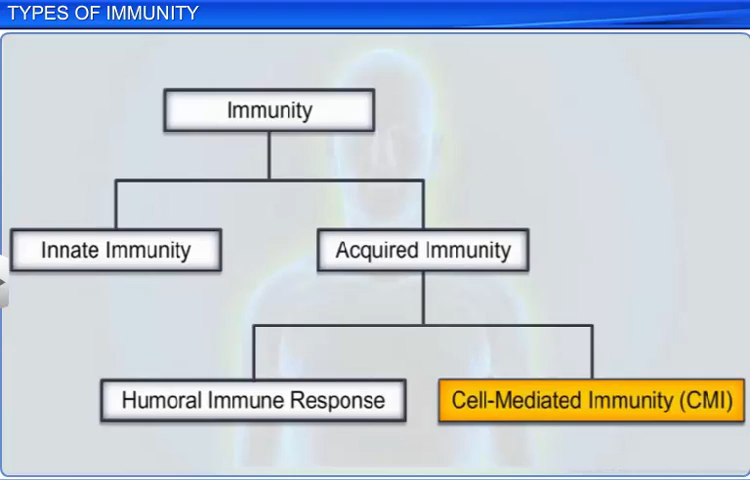 TYPES OF IMMUNITY
Immunity
Innate Immunity
Acquired Immunity
Humoral Immune Response
Cell-Mediated Immunity (CMI)